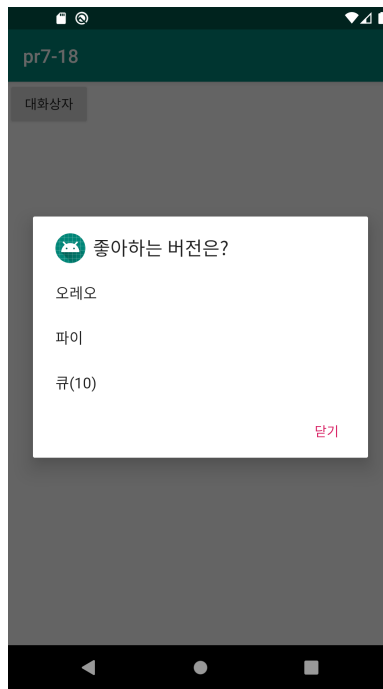 pr7-18
대화상자
좋아하는 버전은?
오레오
파이
큐(10)
닫기